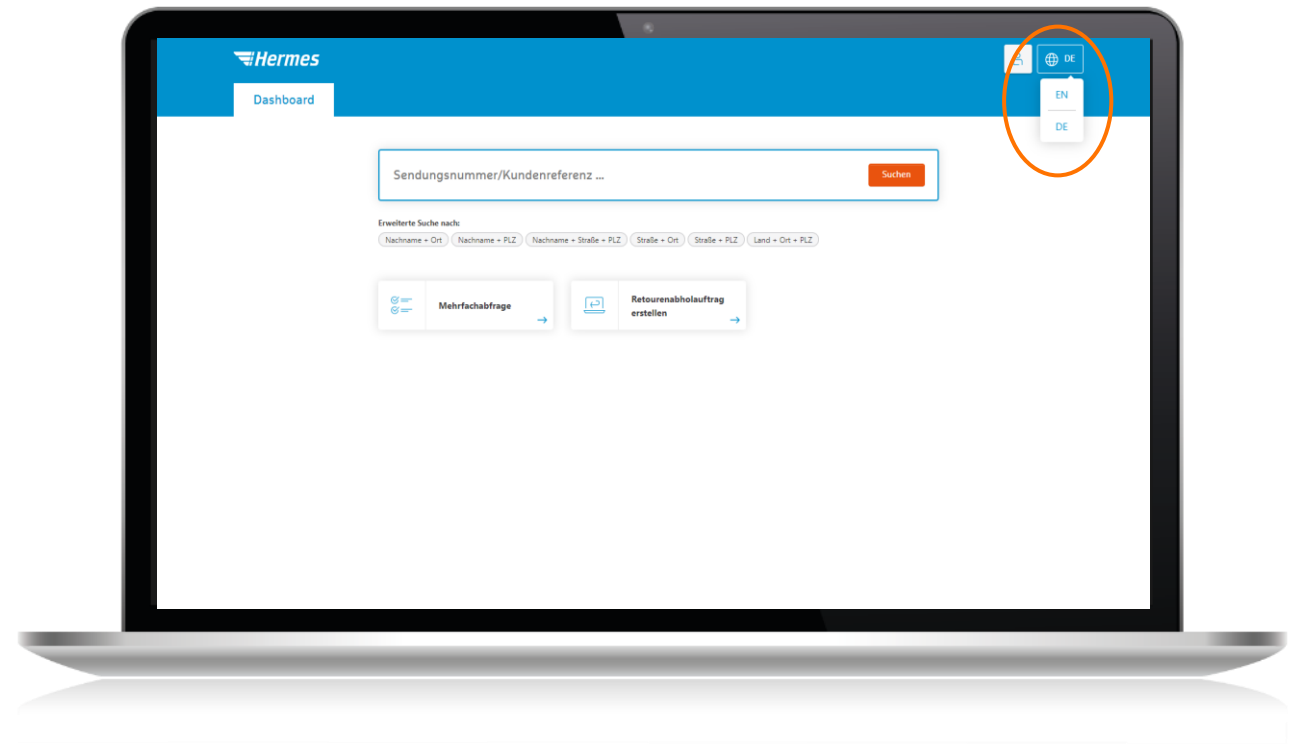 Hermes
DE
Dashboard
EN
DE
Sendungsnummer/Kundenreferenz ...
Suchen
Erweiterte Suche nach:
Nachname + Ort Nachname + PLZ Nachname + Straße + PLZ Straße + Ort Straße + PLZ Land + Ort + PLZ
Mehrfachabfrage
Retourenabholauftrag
erstellen